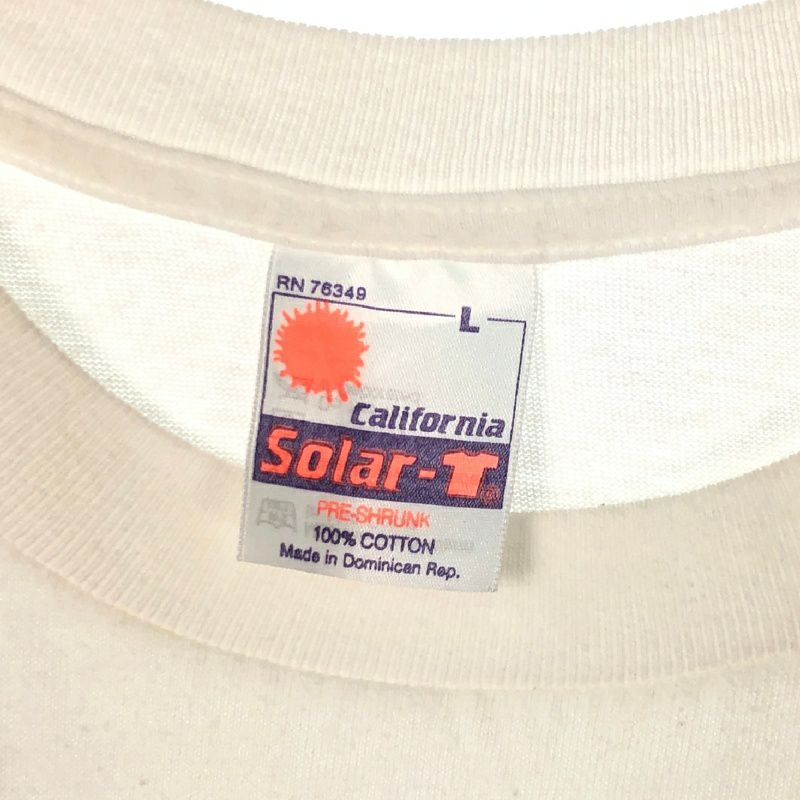 RN 76349
L
California
Solar-T®
PRE-SHRUNK
100% COTTON
Made in Dominican Rep.